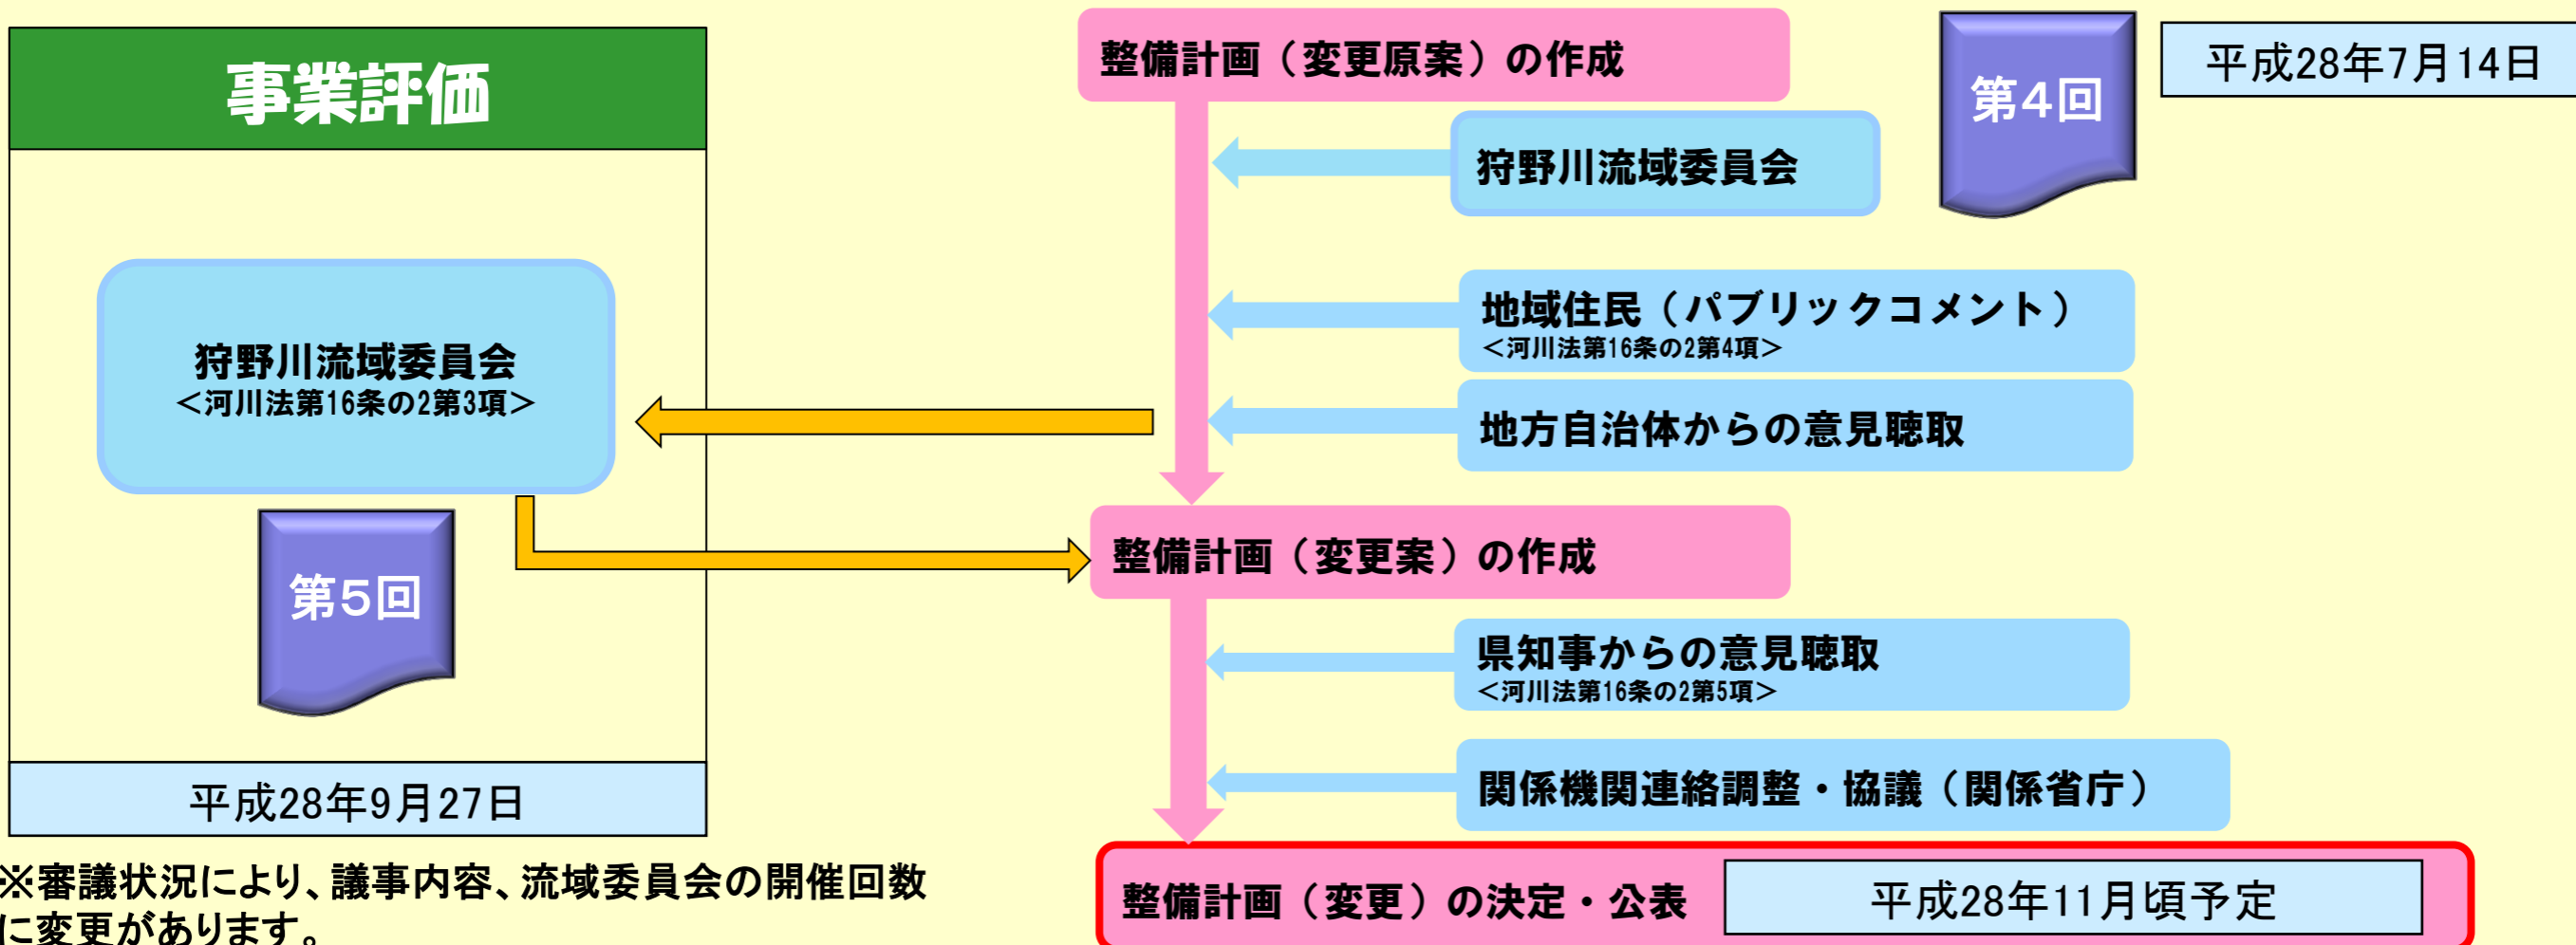 事業評価
狩野川流域委員会
＜河川法第16条の2第3項＞
第5回
平成28年9月27日
※審議状況により、議事内容、流域委員会の開催回数
に変更があります。
整備計画（変更原案）の作成
第4回
平成28年7月14日
狩野川流域委員会
地域住民（パブリックコメント）
＜河川法第16条の2第4項＞
地方自治体からの意見聴取
整備計画（変更案）の作成
県知事からの意見聴取
＜河川法第16条の2第5項＞
関係機関連絡調整・協議（関係省庁）
整備計画（変更）の決定・公表
平成28年11月頃予定